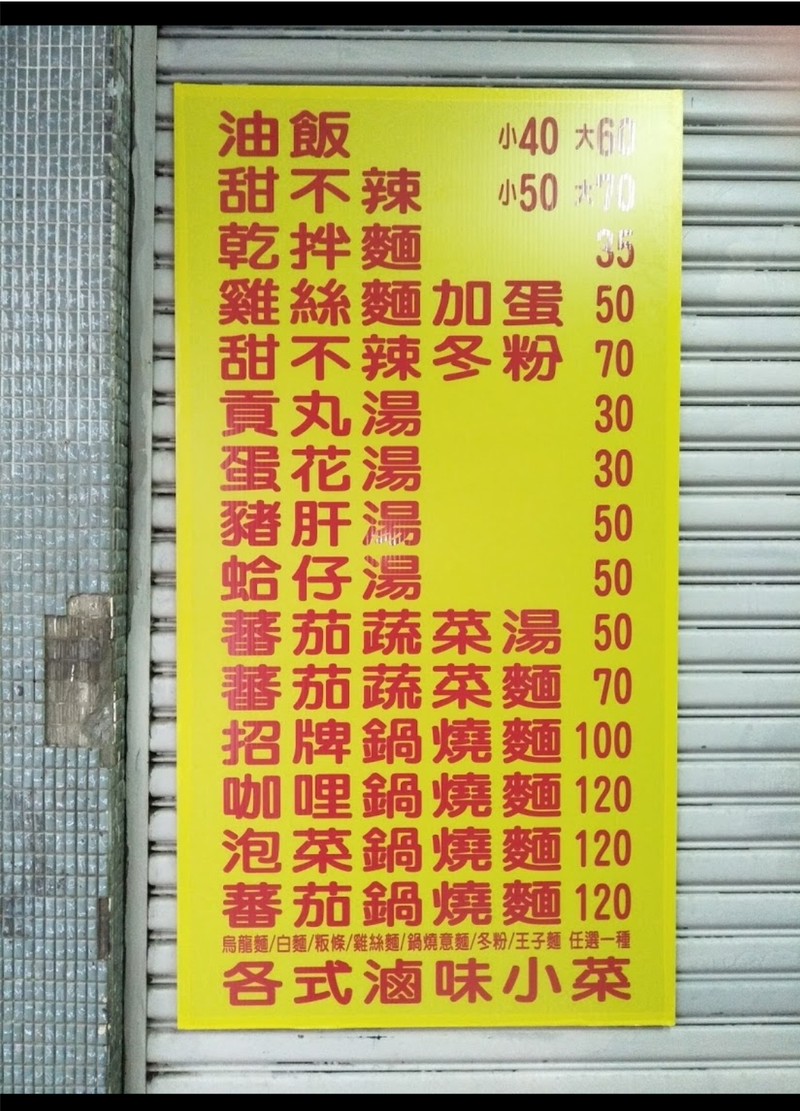 油飯 小40 大60
甜不辣 小50 大70
乾拌麵 35
雞絲麵加蛋 50
甜不辣冬粉 70
貢丸湯 30
蛋花湯 30
豬肝湯 50
蛤仔湯 50
蕃茄蔬菜湯 50
蕃茄蔬菜麵 70
招牌鍋燒麵 100
咖哩鍋燒麵 120
泡菜鍋燒麵 120
蕃茄鍋燒麵 120
烏龍麵/白麵/粄條/雞絲麵/鍋燒意麵/冬粉/王子麵 任選一種
各式滷味小菜